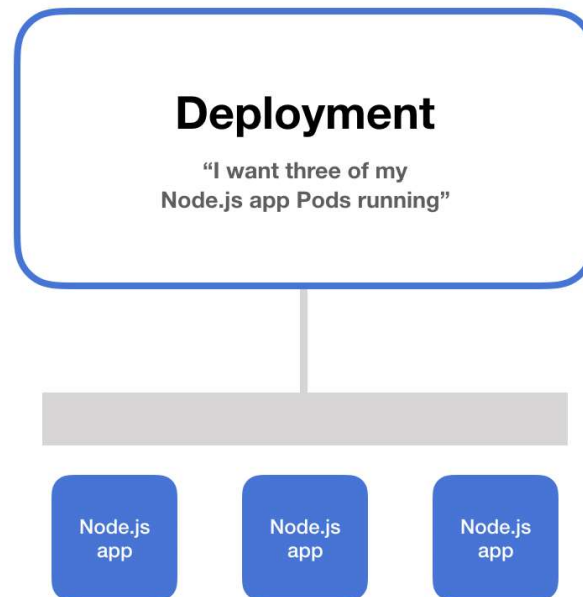 Deployment
“I want three of my
Node.js app Pods running”
Node.js
app
Node.js
app
Node.js
app